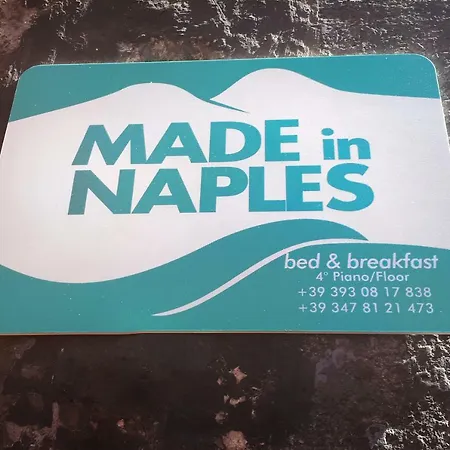 MADE in
NAPLES
bed & breakfast
4° Piano/Floor
+39 393 08 17 838
+39 347 81 21 473